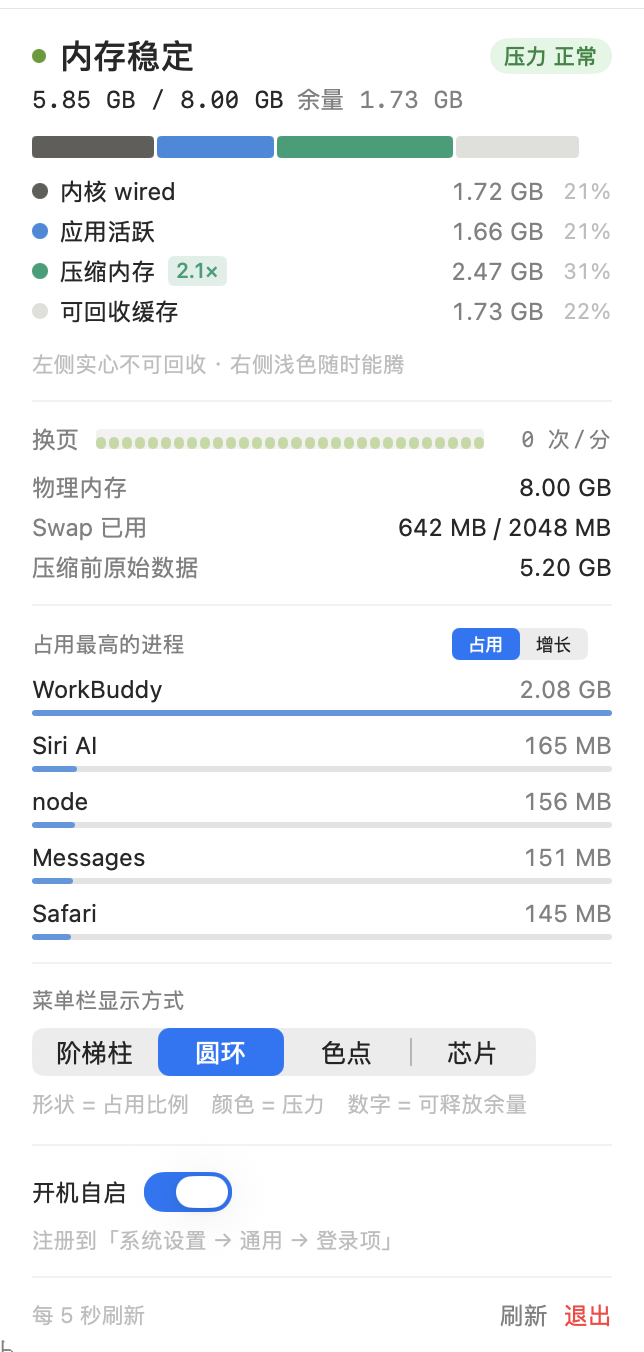 内存稳定 压力 正常
5.85 GB / 8.00 GB 余量 1.73 GB
内核 wired 1.72 GB 21%
应用活跃 1.66 GB 21%
压缩内存 2.1× 2.47 GB 31%
可回收缓存 1.73 GB 22%
左侧实心不可回收 · 右侧浅色随时能腾
换页 0 次/分
物理内存 8.00 GB
Swap 已用 642 MB / 2048 MB
压缩前原始数据 5.20 GB
占用最高的进程 占用 增长
WorkBuddy 2.08 GB
Siri AI 165 MB
node 156 MB
Messages 151 MB
Safari 145 MB
菜单栏显示方式
阶梯柱 圆环 色点 芯片
形状 = 占用比例 颜色 = 压力 数字 = 可释放余量
开机自启
注册到「系统设置 → 通用 → 登录项」
每 5 秒刷新 刷新 退出